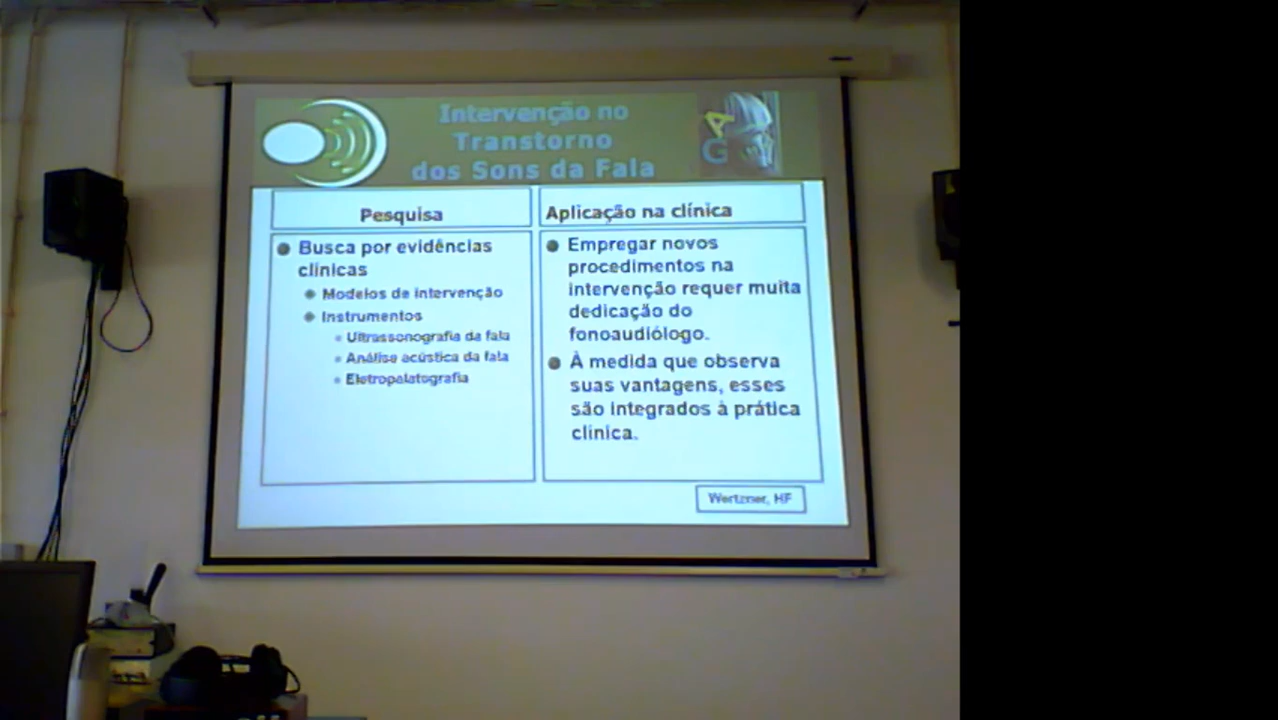 Intervenção no
Transtorno
dos Sons da Fala
A
G
Pesquisa
Aplicação na clínica
Busca por evidências
clínicas
Modelos de intervenção
Instrumentos
Ultrassonografia da fala
Análise acústica da fala
Eletropalatografia
Empregar novos
procedimentos na
intervenção requer muita
dedicação do
fonoaudiólogo.
À medida que observa
suas vantagens, esses
são integrados à prática
clínica.
Wertzner, HF